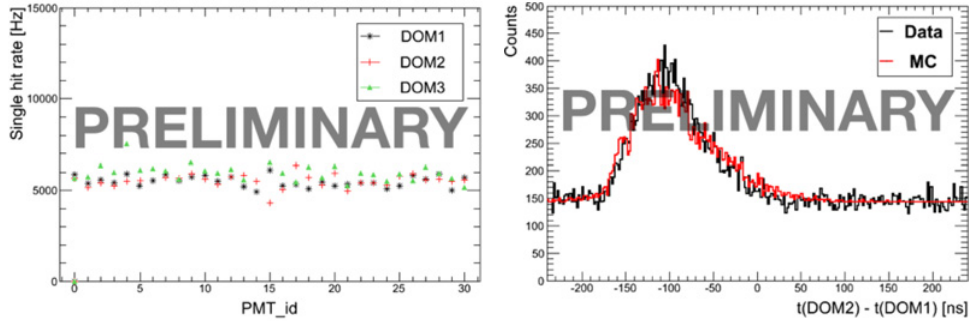 Single hit rate [Hz]
15000
10000
5000
0
DOM1
DOM2
DOM3
PRELIMINARY
0 5 10 15 20 25 30
PMT_id
Counts
500
450
400
350
300
250
200
150
100
50
0
Data
MC
PRELIMINARY
-200 -150 -100 -50 0 50 100 150 200
t(DOM2) - t(DOM1) [ns]